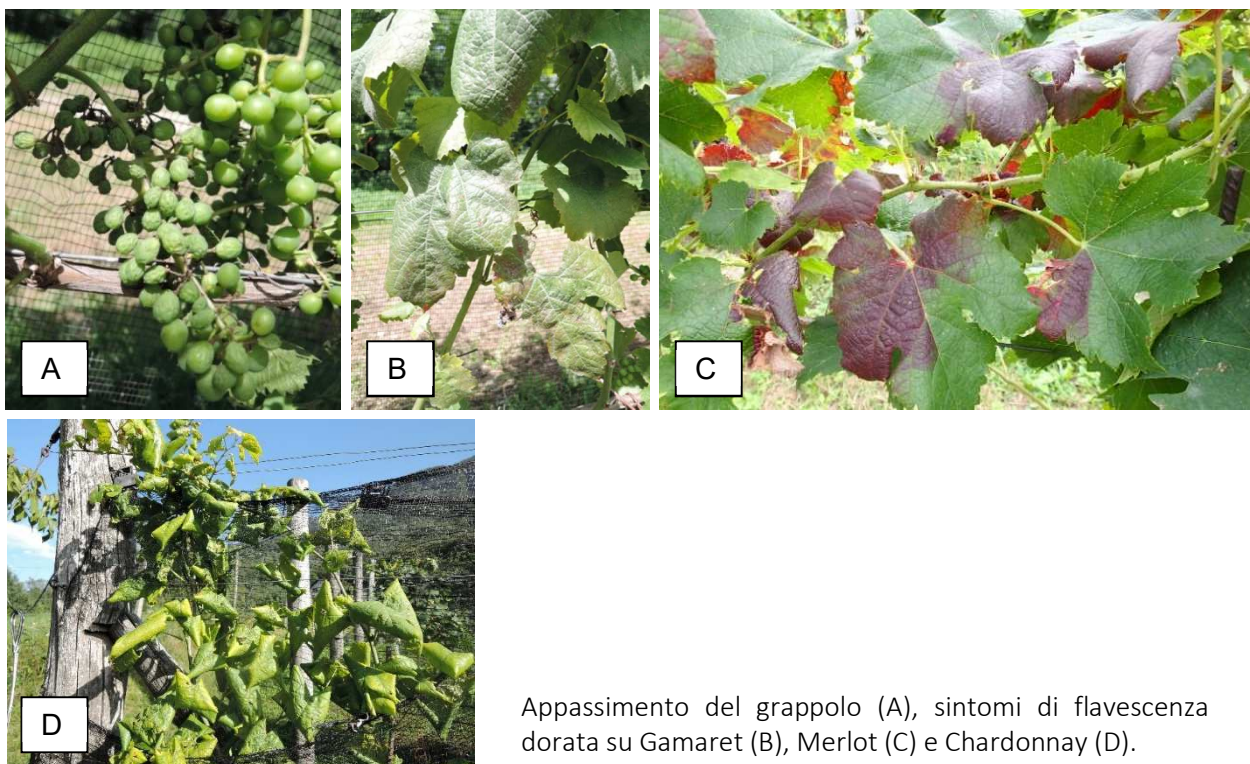 A
B
C
D
Appassimento del grappolo (A), sintomi di flavescenza
dorata su Gamaret (B), Merlot (C) e Chardonnay (D).